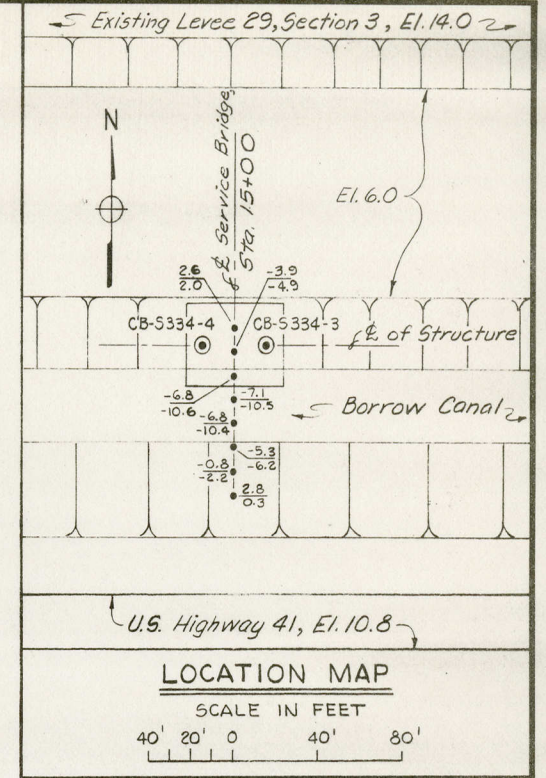 Existing Levee 29, Section 3, El. 14.0
N
℄ Service Bridge,
Sta. 15+00
El. 6.0
2.6
2.0
-3.9
-4.9
CB-S334-4
CB-S334-3
℄ of Structure
-6.8
-10.6
-7.1
-10.5
Borrow Canal
-6.8
-10.4
-5.3
-6.2
-0.8
-2.2
2.8
0.3
U.S. Highway 41, El. 10.8
LOCATION MAP
SCALE IN FEET
40' 20' 0 40' 80'